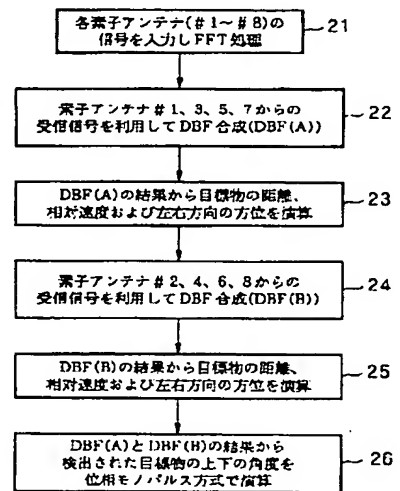 各素子アンテナ(#1～#8)の
信号を入力しFFT処理
21
素子アンテナ#1、3、5、7からの
受信信号を利用してDBF合成(DBF(A))
22
DBF(A)の結果から目標物の距離、
相対速度および左右方向の方位を演算
23
素子アンテナ#2、4、6、8からの
受信信号を利用してDBF合成(DBF(B))
24
DBF(B)の結果から目標物の距離、
相対速度および左右方向の方位を演算
25
DBF(A)とDBF(B)の結果から
検出された目標物の上下の角度を
位相モノパルス方式で演算
26